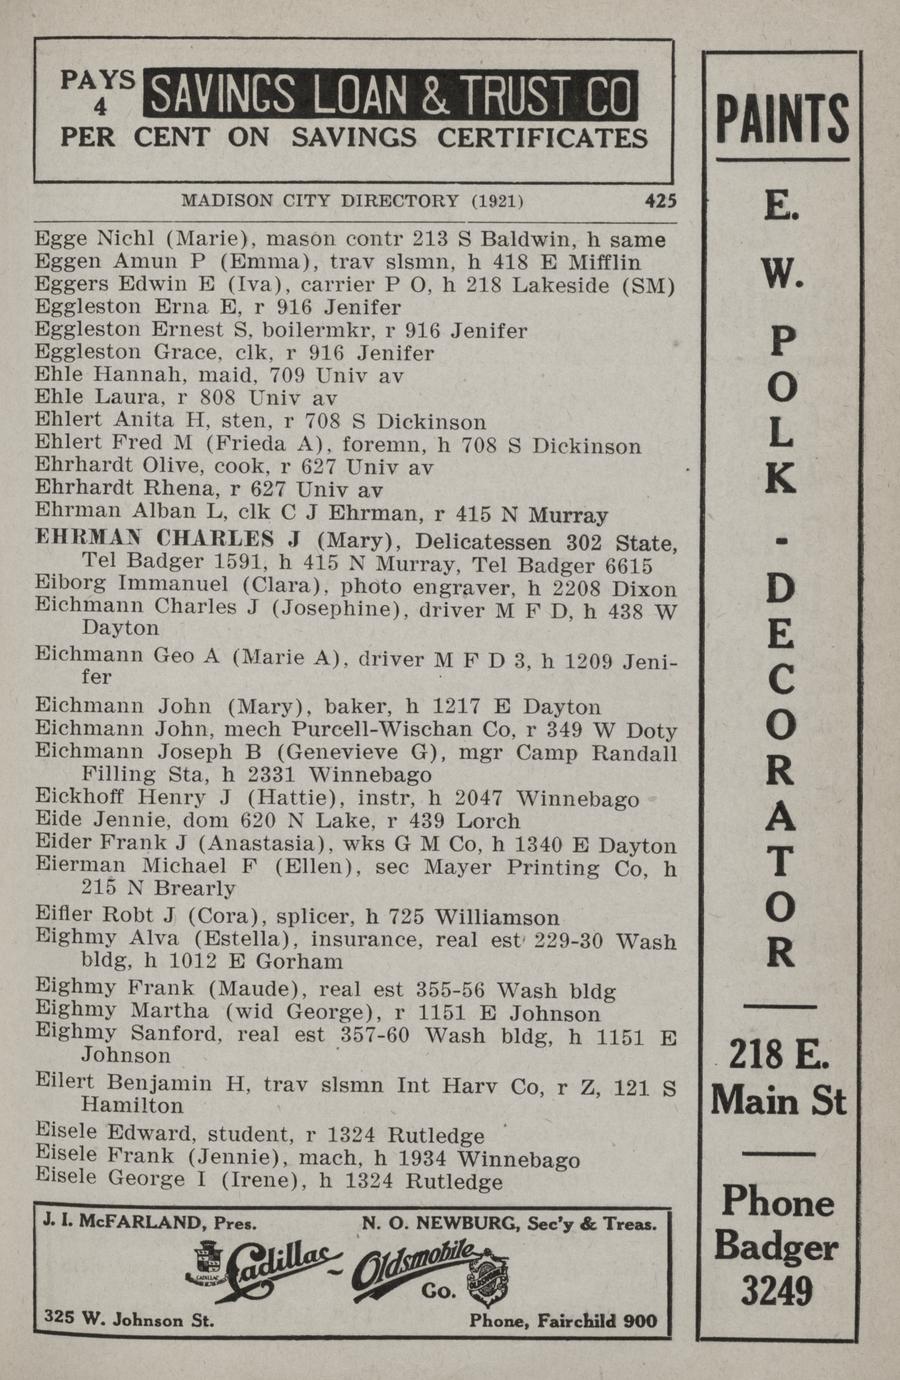 PAYS
4
SAVINGS LOAN & TRUST CO
PER CENT ON SAVINGS CERTIFICATES
MADISON CITY DIRECTORY (1921) 425
Egge Nichl (Marie), mason contr 213 S Baldwin, h same
Eggen Amun P (Emma), trav slsmn, h 418 E Mifflin
Eggers Edwin E (Iva), carrier P O, h 218 Lakeside (SM)
Eggleston Erna E, r 916 Jenifer
Eggleston Ernest S, boilermkr, r 916 Jenifer
Eggleston Grace, clk, r 916 Jenifer
Ehle Hannah, maid, 709 Univ av
Ehle Laura, r 808 Univ av
Ehlert Anita H, sten, r 708 S Dickinson
Ehlert Fred M (Frieda A), foremn, h 708 S Dickinson
Ehrhardt Olive, cook, r 627 Univ av
Ehrhardt Rhena, r 627 Univ av
Ehrman Alban L, clk C J Ehrman, r 415 N Murray
EHRMAN CHARLES J (Mary), Delicatessen 302 State,
Tel Badger 1591, h 415 N Murray, Tel Badger 6615
Eiborg Immanuel (Clara), photo engraver, h 2208 Dixon
Eichmann Charles J (Josephine), driver M F D, h 438 W
Dayton
Eichmann Geo A (Marie A), driver M F D 3, h 1209 Jeni-
fer
Eichmann John (Mary), baker, h 1217 E Dayton
Eichmann John, mech Purcell-Wischan Co, r 349 W Doty
Eichmann Joseph B (Genevieve G), mgr Camp Randall
Filling Sta, h 2331 Winnebago
Eickhoff Henry J (Hattie), instr, h 2047 Winnebago
Eide Jennie, dom 620 N Lake, r 439 Lorch
Eider Frank J (Anastasia), wks G M Co, h 1340 E Dayton
Eierman Michael F (Ellen), sec Mayer Printing Co, h
215 N Brearly
Eifler Robt J (Cora), splicer, h 725 Williamson
Eighmy Alva (Estella), insurance, real est 229-30 Wash
bldg, h 1012 E Gorham
Eighmy Frank (Maude), real est 355-56 Wash bldg
Eighmy Martha (wid George), r 1151 E Johnson
Eighmy Sanford, real est 357-60 Wash bldg, h 1151 E
Johnson
Eilert Benjamin H, trav slsmn Int Harv Co, r Z, 121 S
Hamilton
Eisele Edward, student, r 1324 Rutledge
Eisele Frank (Jennie), mach, h 1934 Winnebago
Eisele George I (Irene), h 1324 Rutledge
J. I. McFARLAND, Pres. N. O. NEWBURG, Sec'y & Treas.
Cadillac - Oldsmobile
Co.
CADILLAC
OLDSMOBILE
325 W. Johnson St. Phone, Fairchild 900
PAINTS
E.
W.
P
O
L
K
-
D
E
C
O
R
A
T
O
R
218 E.
Main St
Phone
Badger
3249